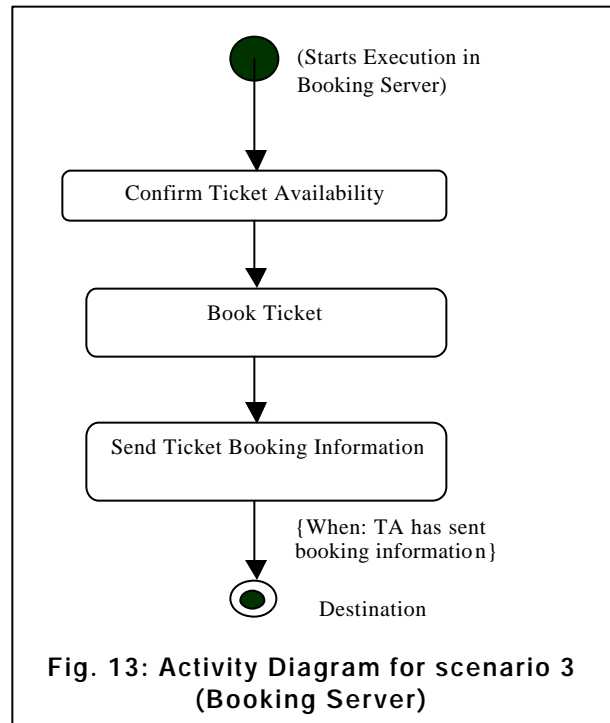 (Starts Execution in
Booking Server)
Confirm Ticket Availability
Book Ticket
Send Ticket Booking Information
{When: TA has sent
booking information}
Destination
Fig. 13: Activity Diagram for scenario 3
(Booking Server)